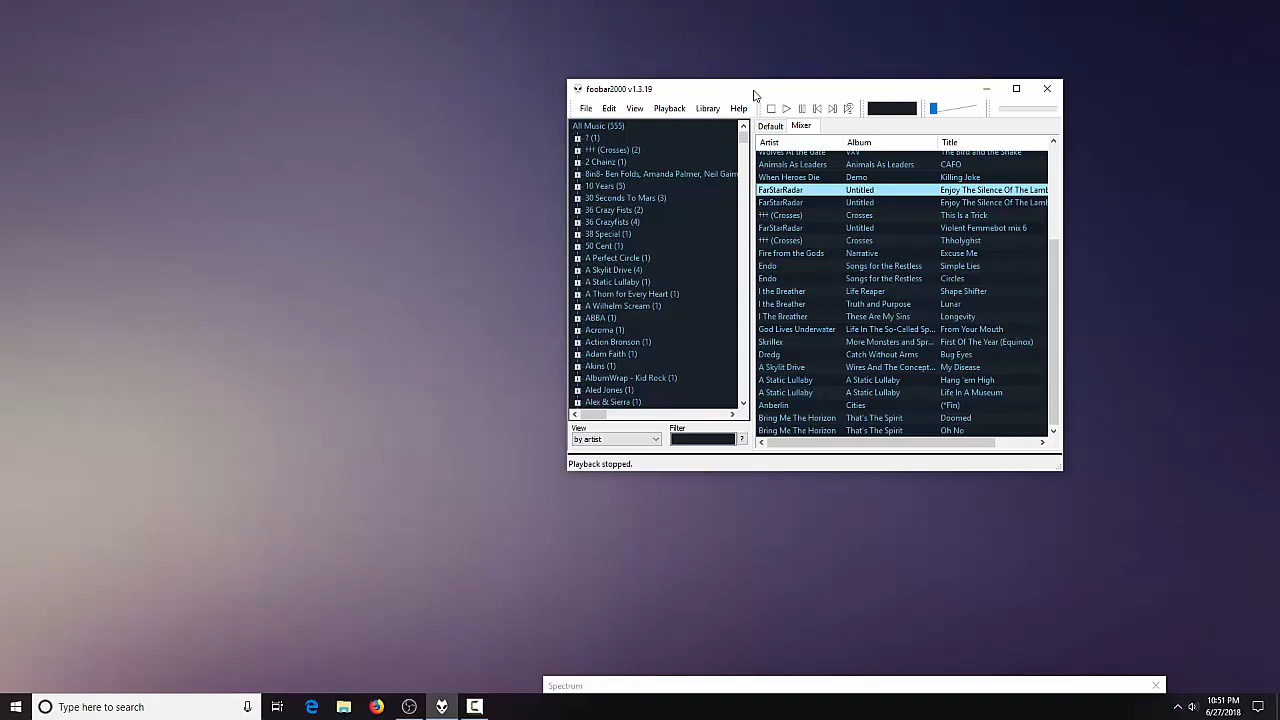 foobar2000 v1.3.19
File Edit View Playback Library Help
All Music (555)
? (1)
††† (Crosses) (2)
2 Chainz (1)
8in8- Ben Folds, Amanda Palmer, Neil Gaim
10 Years (5)
30 Seconds To Mars (3)
36 Crazy Fists (2)
36 Crazyfists (4)
38 Special (1)
50 Cent (1)
A Perfect Circle (1)
A Skylit Drive (4)
A Static Lullaby (1)
A Thorn for Every Heart (1)
A Wilhelm Scream (1)
ABBA (1)
Acroma (1)
Action Bronson (1)
Adam Faith (1)
Akins (1)
AlbumWrap - Kid Rock (1)
Aled Jones (1)
Alex & Sierra (1)
View Filter
by artist ?
Default Mixer
Artist Album Title
Wolves At the Gate VxV The Bird and the Snake
Animals As Leaders Animals As Leaders CAFO
When Heroes Die Demo Killing Joke
FarStarRadar Untitled Enjoy The Silence Of The Lamb
FarStarRadar Untitled Enjoy The Silence Of The Lamb
††† (Crosses) Crosses This Is a Trick
FarStarRadar Untitled Violent Femmebot mix 6
††† (Crosses) Crosses Thholyghst
Fire from the Gods Narrative Excuse Me
Endo Songs for the Restless Simple Lies
Endo Songs for the Restless Circles
I the Breather Life Reaper Shape Shifter
I the Breather Truth and Purpose Lunar
I The Breather These Are My Sins Longevity
God Lives Underwater Life In The So-Called Sp... From Your Mouth
Skrillex More Monsters and Spr... First Of The Year (Equinox)
Dredg Catch Without Arms Bug Eyes
A Skylit Drive Wires And The Concept... My Disease
A Static Lullaby A Static Lullaby Hang 'em High
A Static Lullaby A Static Lullaby Life In A Museum
Anberlin Cities (*Fin)
Bring Me The Horizon That's The Spirit Doomed
Bring Me The Horizon That's The Spirit Oh No
Playback stopped.
Spectrum
Type here to search
10:51 PM
6/27/2018